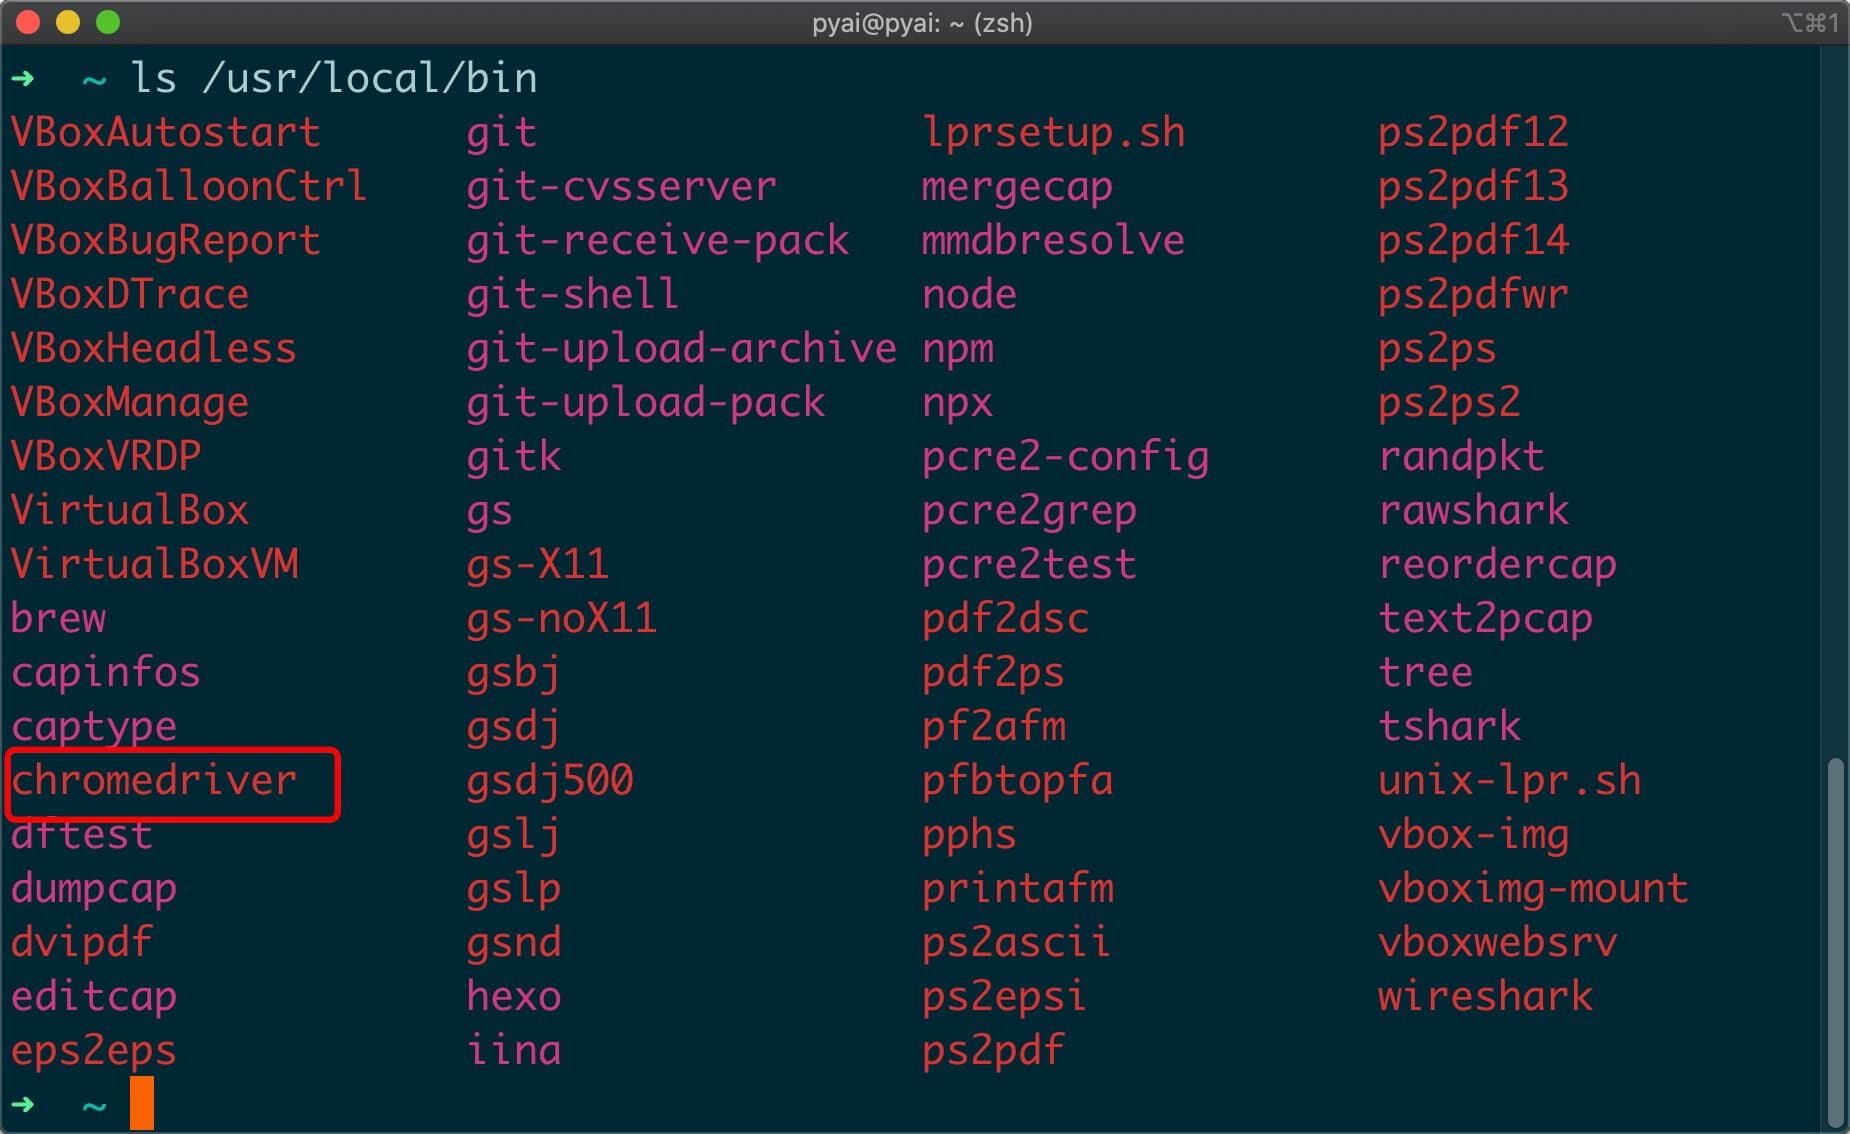 pyai@pyai: ~ (zsh) ⌥⌘1
➜ ~ ls /usr/local/bin
VBoxAutostart git lprsetup.sh ps2pdf12
VBoxBalloonCtrl git-cvsserver mergecap ps2pdf13
VBoxBugReport git-receive-pack mmdbresolve ps2pdf14
VBoxDTrace git-shell node ps2pdfwr
VBoxHeadless git-upload-archive npm ps2ps
VBoxManage git-upload-pack npx ps2ps2
VBoxVRDP gitk pcre2-config randpkt
VirtualBox gs pcre2grep rawshark
VirtualBoxVM gs-X11 pcre2test reordercap
brew gs-noX11 pdf2dsc text2pcap
capinfos gsbj pdf2ps tree
captype gsdj pf2afm tshark
chromedriver gsdj500 pfbtopfa unix-lpr.sh
dftest gslj pphs vbox-img
dumpcap gslp printafm vboximg-mount
dvipdf gsnd ps2ascii vboxwebsrv
editcap hexo ps2epsi wireshark
eps2eps iina ps2pdf
➜ ~